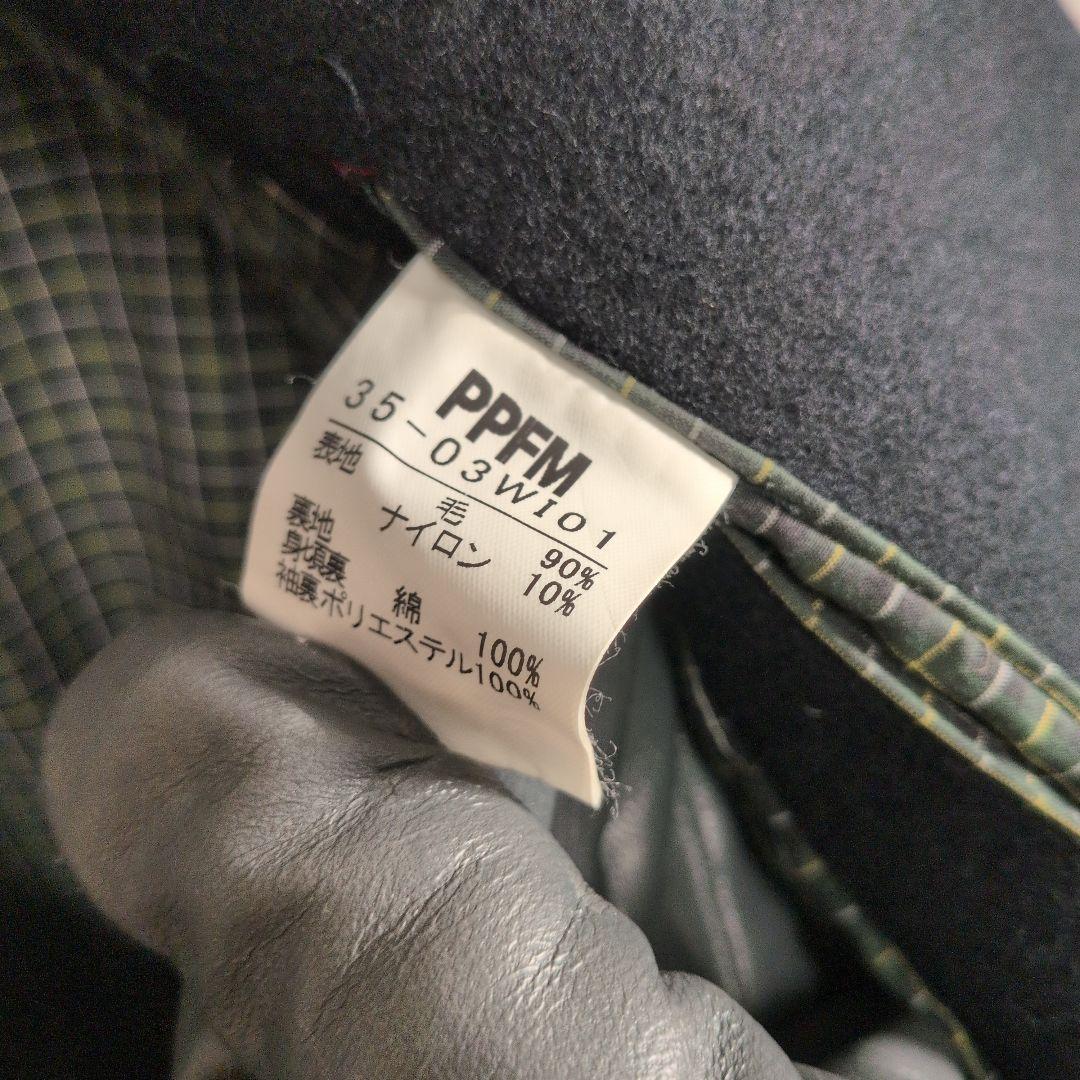 PPFM
35-03WI01
表地 毛 90%
ナイロン 10%
裏地
身頃裏 綿 100%
袖裏ポリエステル100%